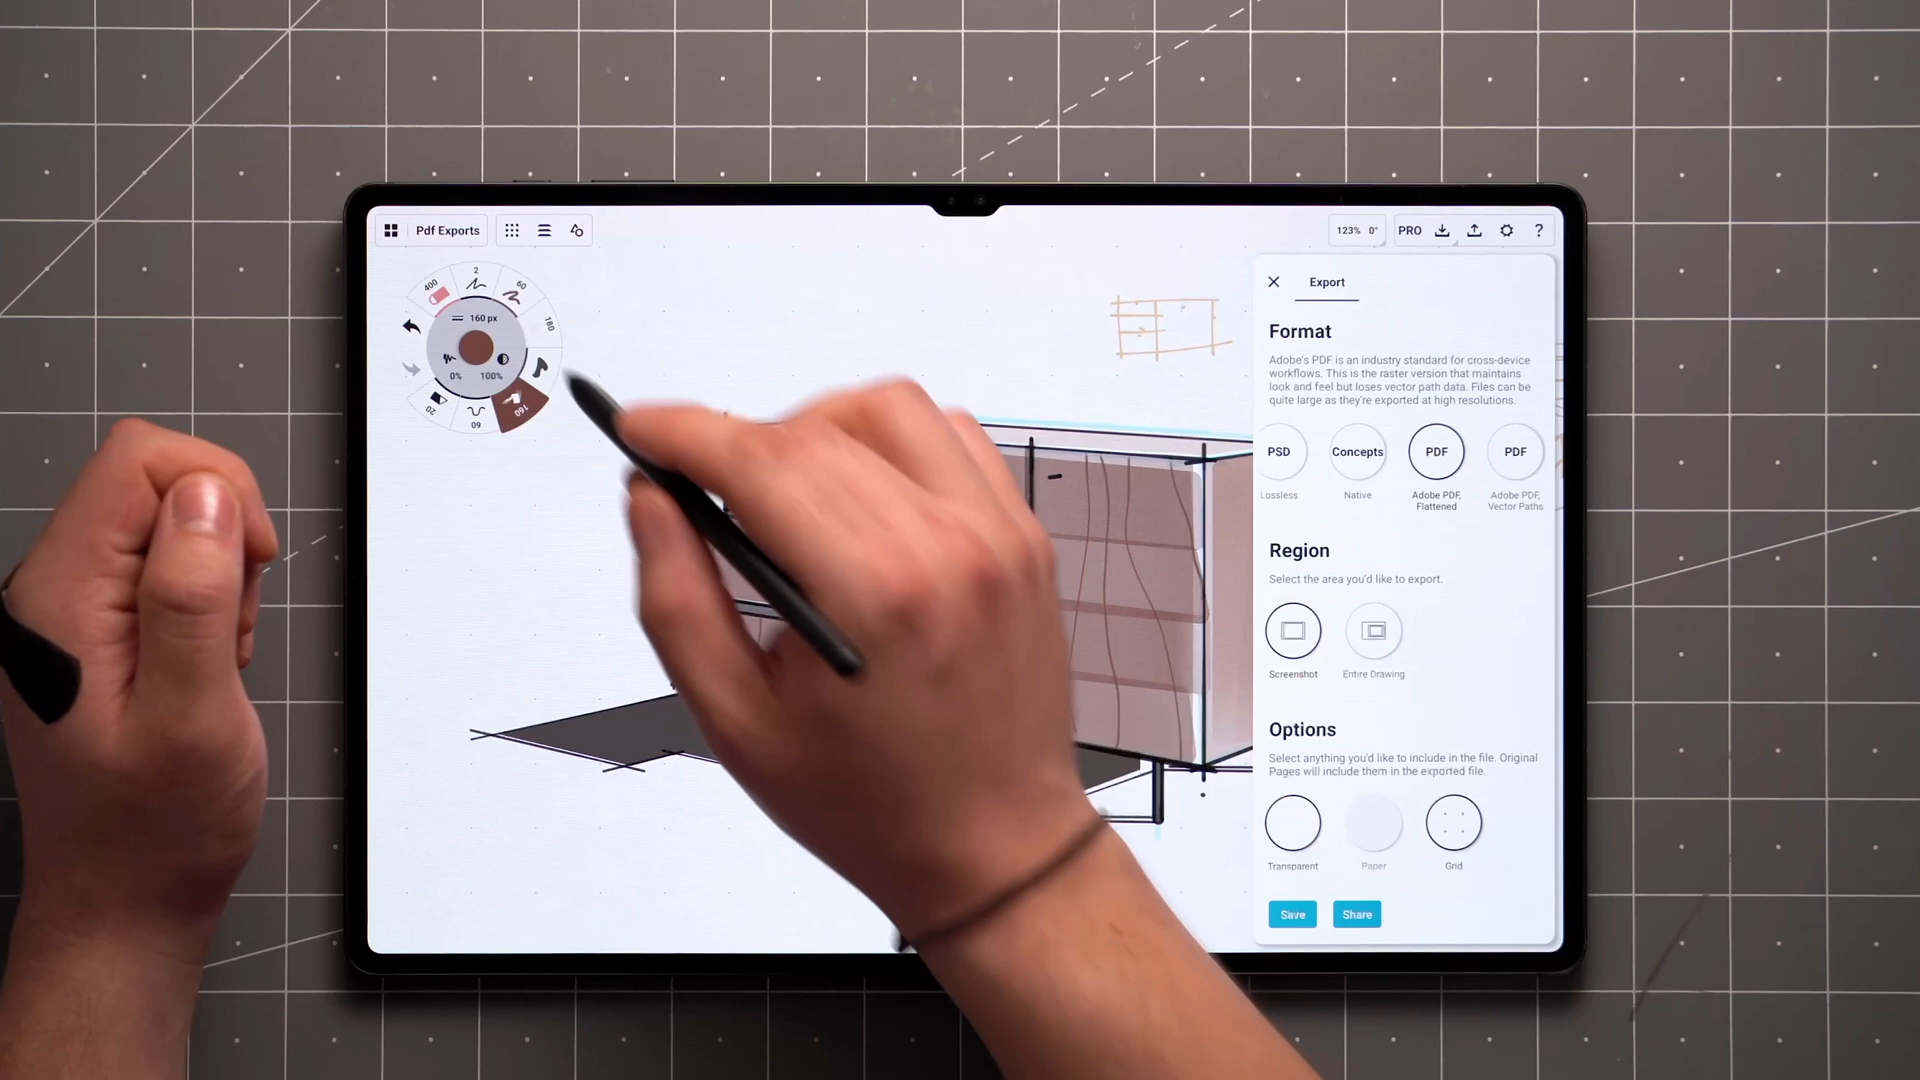 Pdf Exports
123% 0°
PRO
?
400
2
60
180
160 px
0%
100%
20
60
160
Export
Format
Adobe's PDF is an industry standard for cross-device
workflows. This is the raster version that maintains
look and feel but loses vector path data. Files can be
quite large as they're exported at high resolutions.
PSD
Concepts
PDF
PDF
Lossless
Native
Adobe PDF,
Flattened
Adobe PDF,
Vector Paths
Region
Select the area you'd like to export.
Screenshot
Entire Drawing
Options
Select anything you'd like to include in the file. Original
Pages will include them in the exported file.
Transparent
Paper
Grid
Save
Share